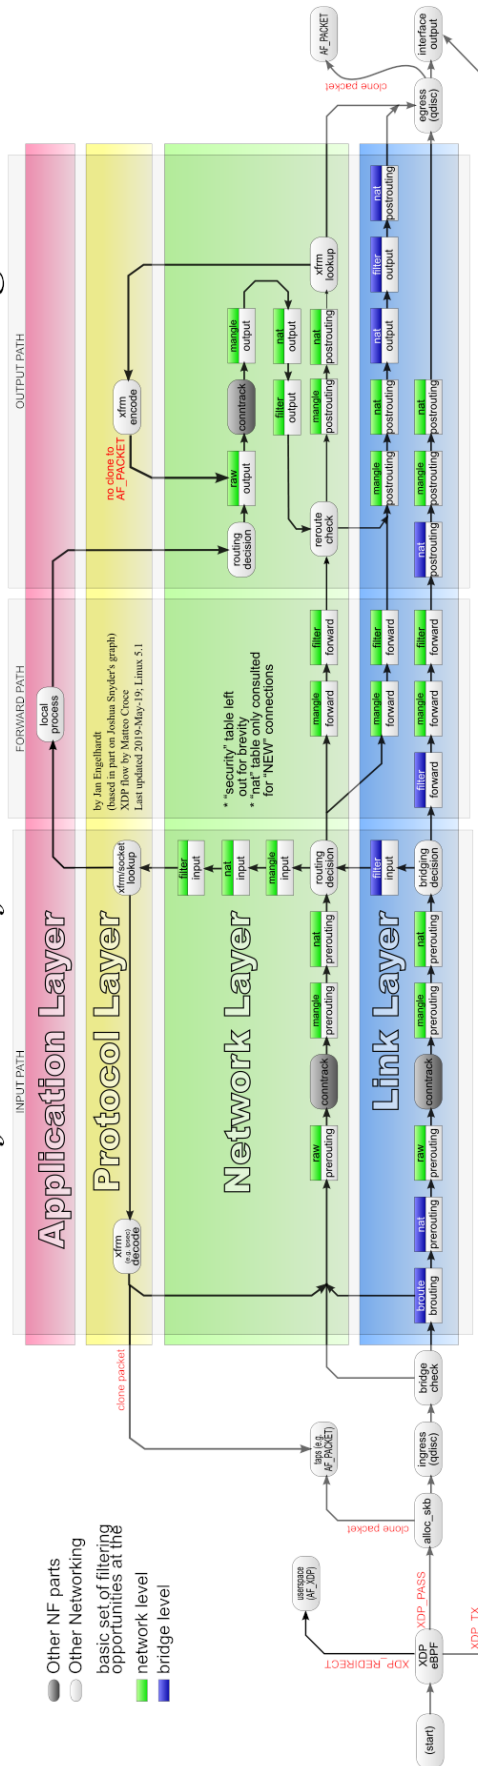 INPUT PATH
FORWARD PATH
OUTPUT PATH
Application Layer
local
process
Protocol Layer
xfrm
(e.g. ipsec)
decode
xfrm/socket
lookup
by Jan Engelhardt
(based in part on Joshua Snyder's graph)
XDP flow by Matteo Croce
Last updated 2019-May-19; Linux 5.1
no clone to
AF_PACKET
xfrm
encode
clone packet
Network Layer
filter
input
nat
input
mangle
input
* "security" table left
out for brevity
* "nat" table only consulted
for "NEW" connections
routing
decision
raw
output
conntrack
mangle
output
nat
output
filter
output
raw
prerouting
conntrack
mangle
prerouting
nat
prerouting
routing
decision
mangle
forward
filter
forward
reroute
check
mangle
postrouting
nat
postrouting
xfrm
lookup
Link Layer
filter
input
mangle
forward
filter
forward
mangle
postrouting
nat
postrouting
nat
output
filter
output
nat
postrouting
broute
brouting
nat
prerouting
raw
prerouting
conntrack
mangle
prerouting
nat
prerouting
bridging
decision
filter
forward
mangle
forward
filter
forward
nat
postrouting
mangle
postrouting
nat
postrouting
egress
(qdisc)
interface
output
clone packet
AF_PACKET
Other NF parts
Other Networking
basic set of filtering
opportunities at the
network level
bridge level
userspace
(AF_XDP)
taps (e.g.
AF_PACKET)
clone packet
XDP_REDIRECT
XDP_PASS
XDP_TX
(start)
XDP
eBPF
alloc_skb
ingress
(qdisc)
bridge
check